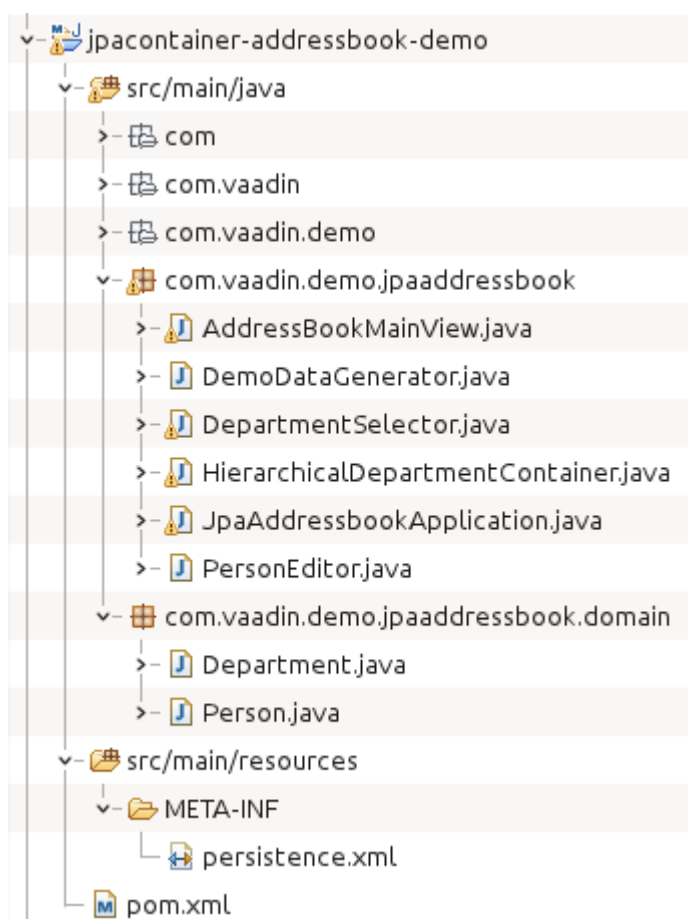 jpacontainer-addressbook-demo
src/main/java
com
com.vaadin
com.vaadin.demo
com.vaadin.demo.jpaaddressbook
AddressBookMainView.java
DemoDataGenerator.java
DepartmentSelector.java
HierarchicalDepartmentContainer.java
JpaAddressbookApplication.java
PersonEditor.java
com.vaadin.demo.jpaaddressbook.domain
Department.java
Person.java
src/main/resources
META-INF
persistence.xml
pom.xml